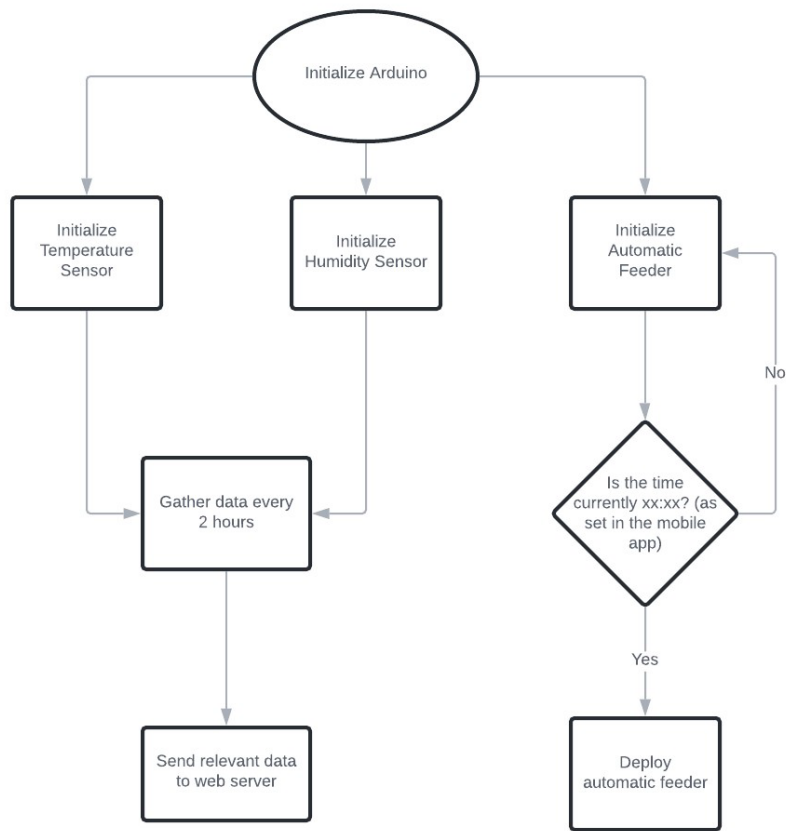 Initialize Arduino
Initialize
Temperature
Sensor
Initialize
Humidity Sensor
Initialize
Automatic
Feeder
No
Gather data every
2 hours
Is the time
currently xx:xx? (as
set in the mobile
app)
Yes
Send relevant data
to web server
Deploy
automatic feeder